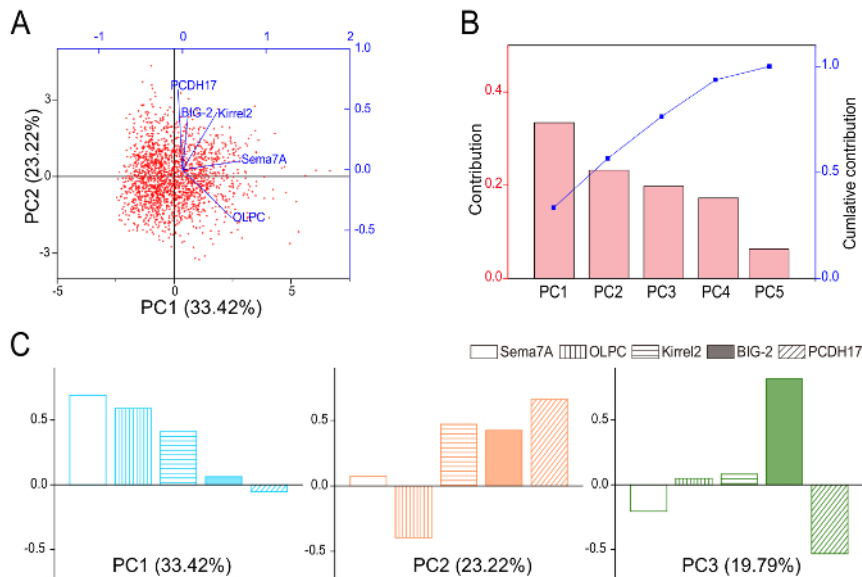 A
B
-1
0
1
2
1.0
0.5
0.0
-0.5
PCDH17
BIG-2
Kirrel2
Sema7A
OLPC
3
0
-3
PC2 (23.22%)
-5
0
5
PC1 (33.42%)
0.4
0.2
0.0
Contribution
1.0
0.5
-1.0
Cumlative contribution
PC1
PC2
PC3
PC4
PC5
C
Sema7A
OLPC
Kirrel2
BIG-2
PCDH17
0.5
0.0
-0.5
PC1 (33.42%)
0.5
0.0
-0.5
PC2 (23.22%)
0.5
0.0
-0.5
PC3 (19.79%)